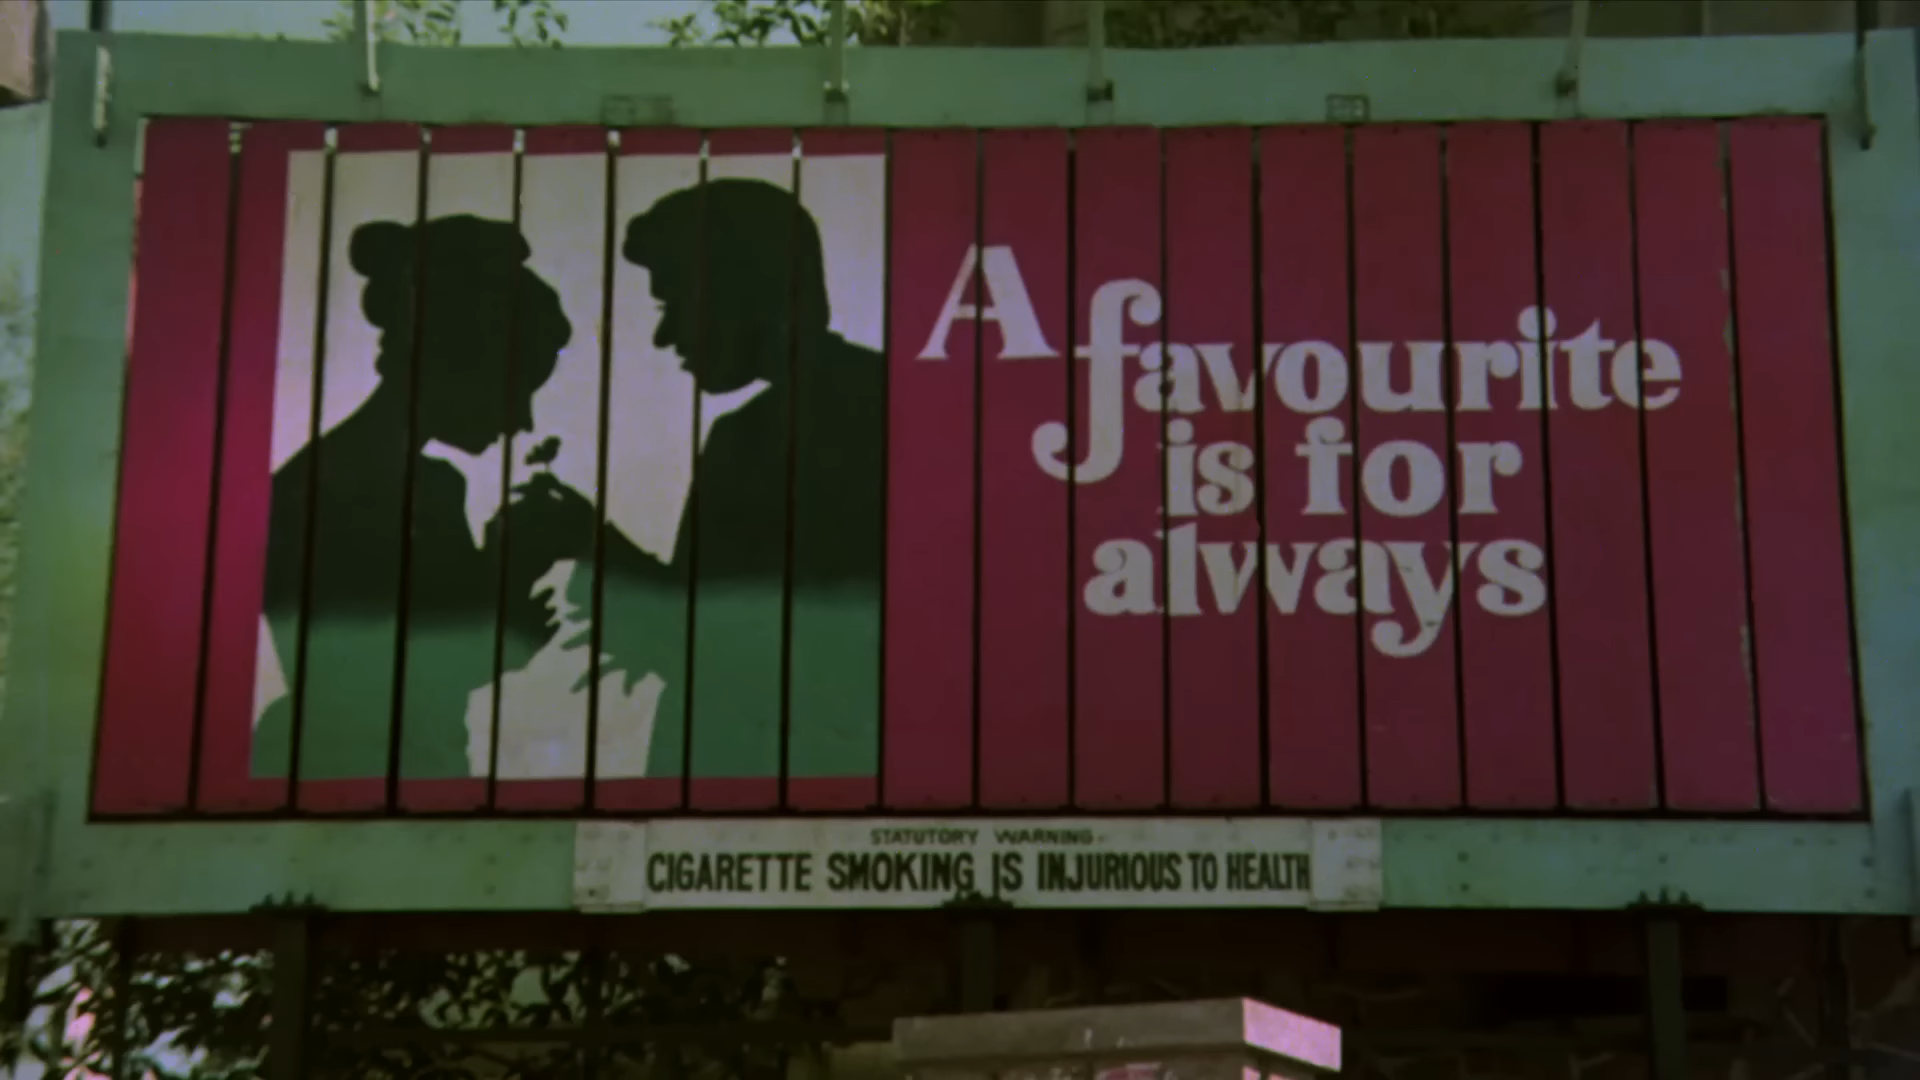 A
favourite
is for
always
STATUTORY WARNING
CIGARETTE SMOKING IS INJURIOUS TO HEALTH